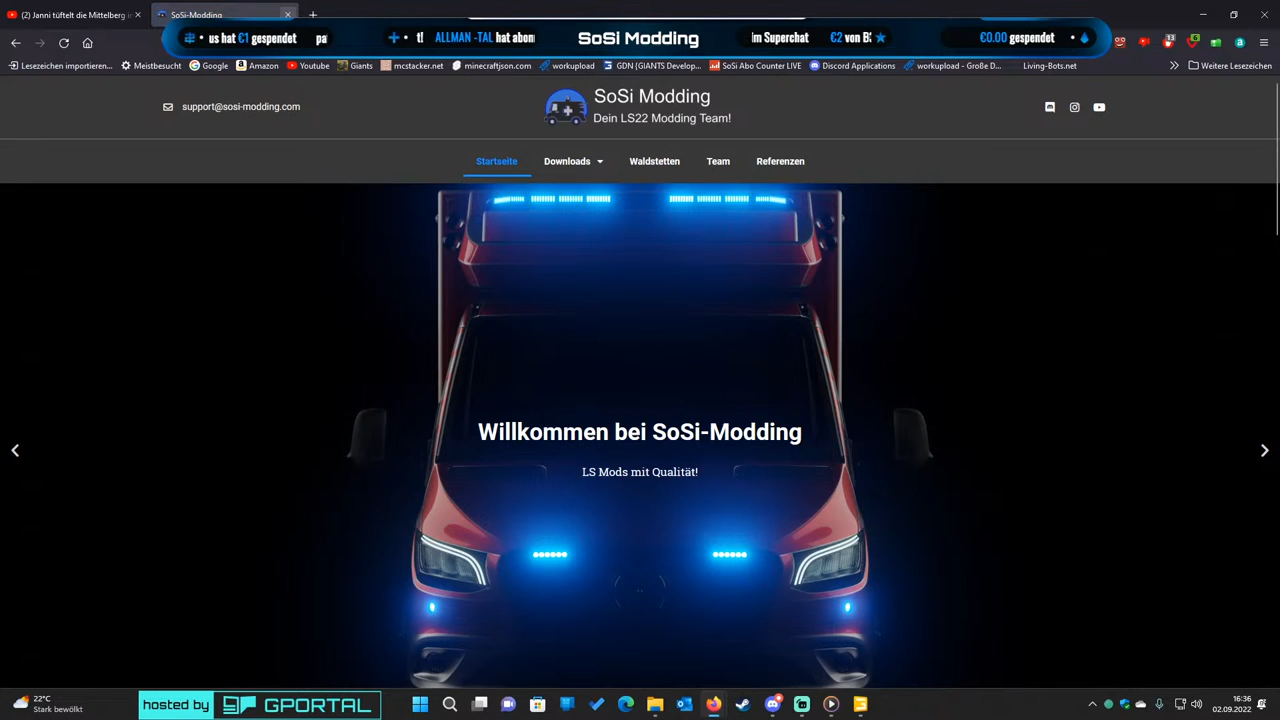 (2) Janni tüftelt die Mittelberg in
SoSi-Modding
us hat €1 gespendet
t! ALLMAN -TAL hat abon
SoSi Modding
im Superchat €2 von
€0.00 gespendet
13
6
Lesezeichen importieren...
Meistbesucht
Google
Amazon
Youtube
Giants
mcstacker.net
minecraftjson.com
workupload
GDN (GIANTS Develop...
SoSi Abo Counter LIVE
Discord Applications
workupload - Große D...
Living-Bots.net
Weitere Lesezeichen
support@sosi-modding.com
SoSi Modding
Dein LS22 Modding Team!
Startseite
Downloads
Waldstetten
Team
Referenzen
Willkommen bei SoSi-Modding
LS Mods mit Qualität!
22°C
Stark bewölkt
hosted by GPORTAL
16:36
02.09.2022